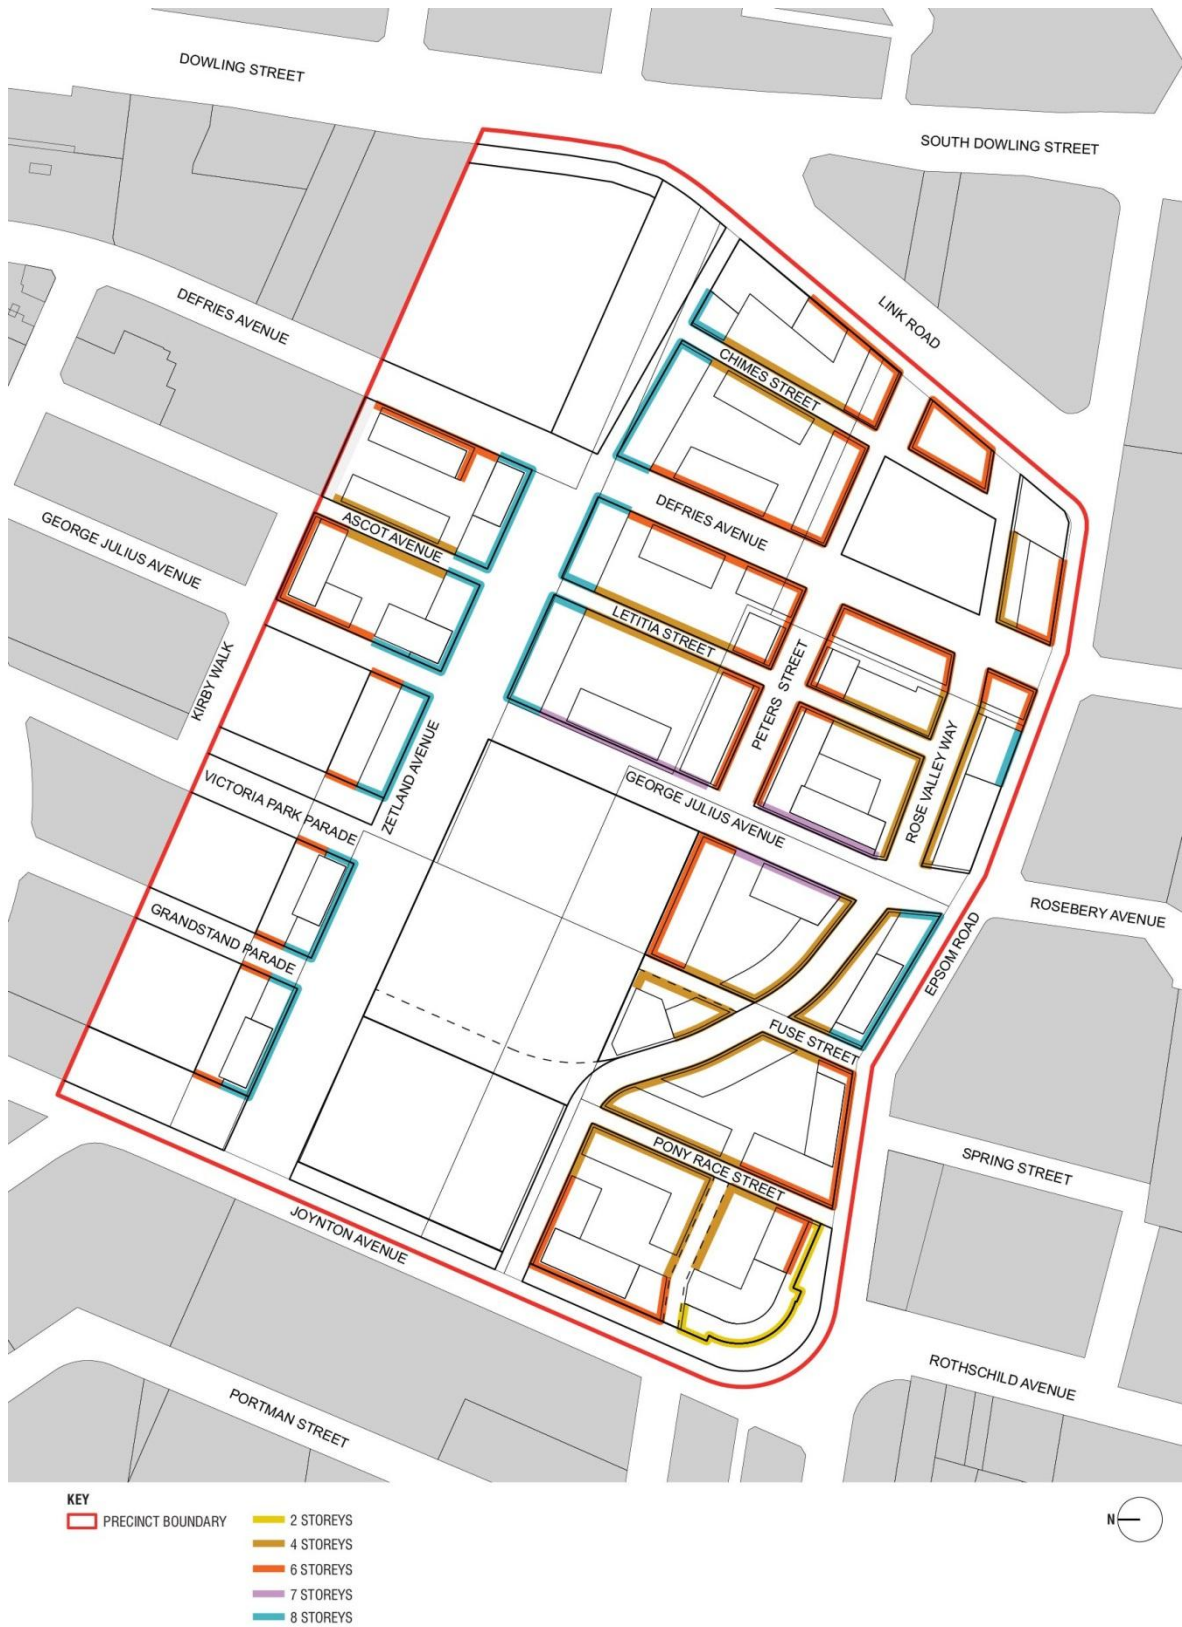 DOWLING STREET
SOUTH DOWLING STREET
DEFRIES AVENUE
LINK ROAD
CHIMES STREET
ASCOT AVENUE
DEFRIES AVENUE
GEORGE JULIUS AVENUE
LETITIA STREET
KIRBY WALK
PETERS STREET
ZETLAND AVENUE
VICTORIA PARK PARADE
GEORGE JULIUS AVENUE
ROSE VALLEY WAY
GRANDSTAND PARADE
ROSEBERY AVENUE
EPSOM ROAD
FUSE STREET
PONY RACE STREET
SPRING STREET
JOYNTON AVENUE
ROTHSCHILD AVENUE
PORTMAN STREET
KEY
PRECINCT BOUNDARY
2 STOREYS
4 STOREYS
6 STOREYS
7 STOREYS
8 STOREYS
N